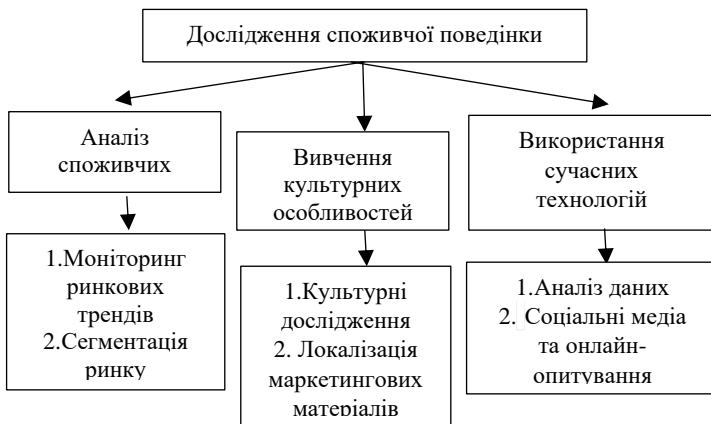 Дослідження споживчої поведінки
Аналіз
споживчих
Вивчення
культурних
особливостей
Використання
сучасних
технологій
1.Моніторинг
ринкових
трендів
2.Сегментація
ринку
1.Культурні
дослідження
2. Локалізація
маркетингових
матеріалів
1.Аналіз даних
2. Соціальні медіа
та онлайн-
опитування